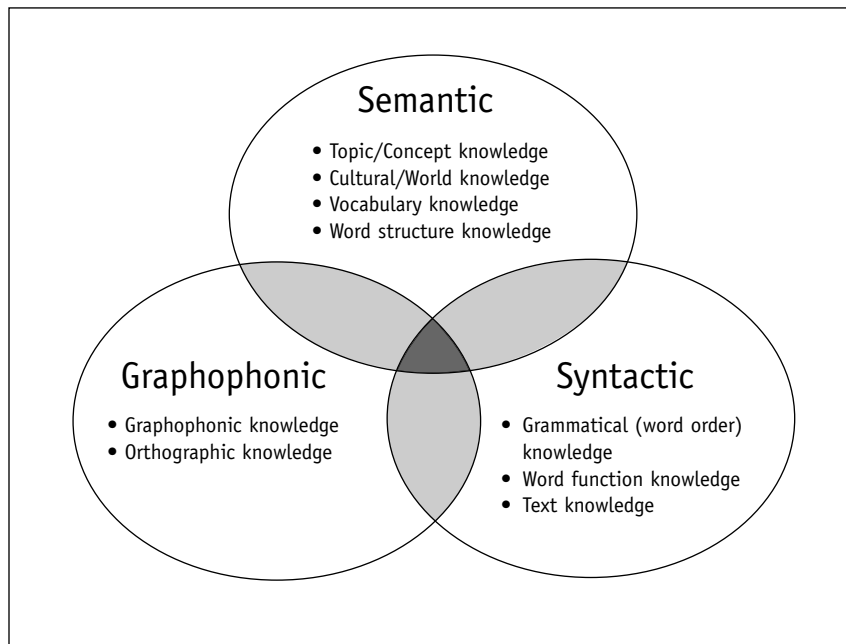 Semantic
• Topic/Concept knowledge
• Cultural/World knowledge
• Vocabulary knowledge
• Word structure knowledge
Graphophonic
• Graphophonic knowledge
• Orthographic knowledge
Syntactic
• Grammatical (word order)
knowledge
• Word function knowledge
• Text knowledge